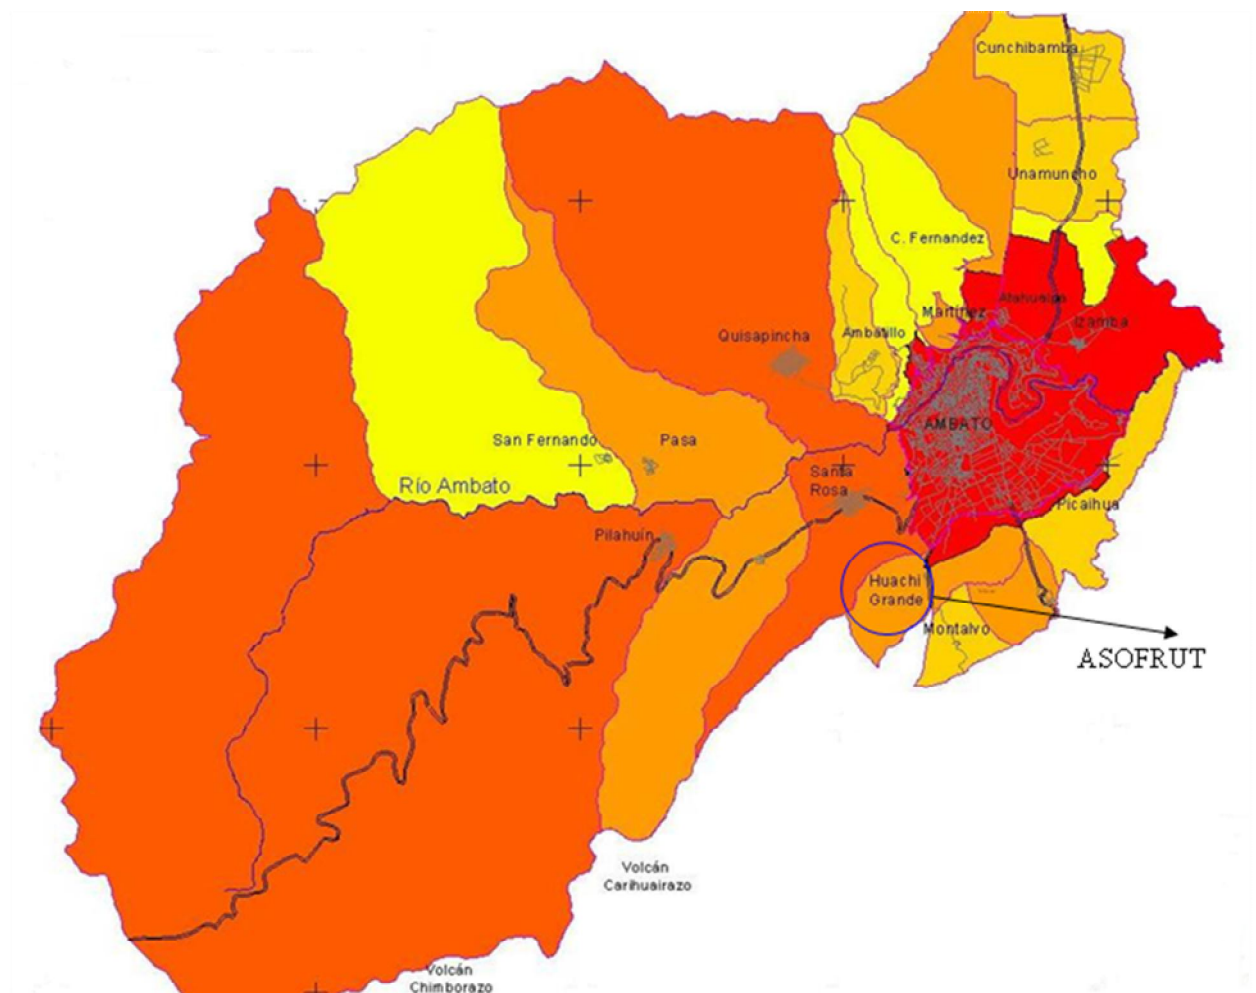 Cunchibamba
Unamuncho
C. Fernandez
Martinez
Atahualpa
Izamba
Quisapincha
Ambatillo
AMBATO
San Fernando
Pasa
Santa
Rosa
Río Ambato
Picaihua
Pilahuín
Huachi
Grande
Montalvo
ASOFRUT
Volcán
Carihuairazo
Volcán
Chimborazo